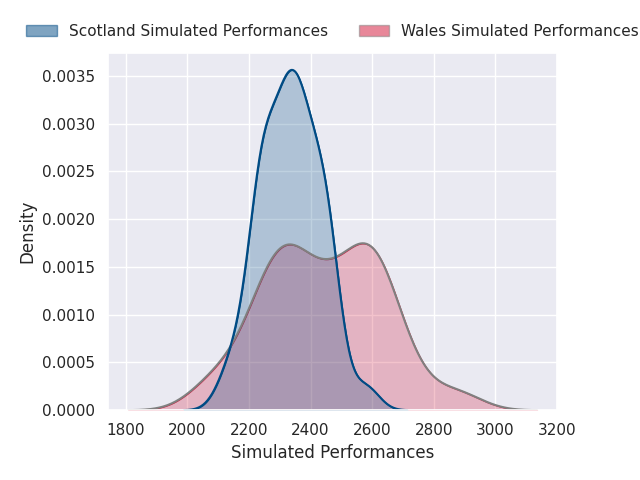 Scotland Simulated Performances Wales Simulated Performances
0.0035
0.0030
0.0025
0.0020
0.0015
0.0010
0.0005
0.0000
Density
1800 2000 2200 2400 2600 2800 3000 3200
Simulated Performances